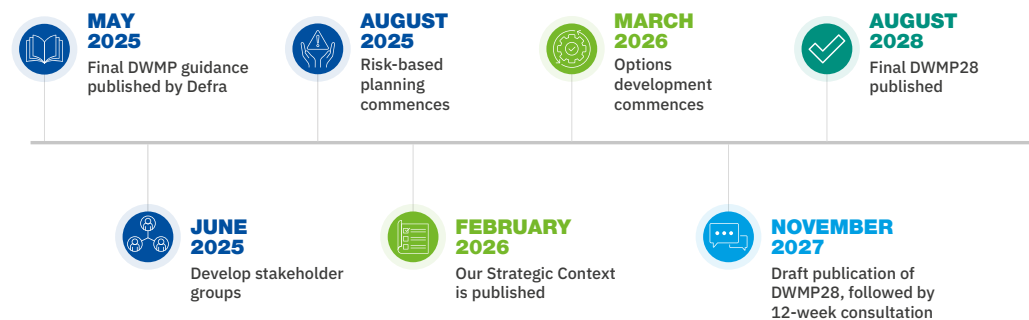 MAY
2025
Final DWMP guidance
published by Defra
JUNE
2025
Develop stakeholder
groups
AUGUST
2025
Risk-based
planning
commences
FEBRUARY
2026
Our Strategic Context
is published
MARCH
2026
Options
development
commences
NOVEMBER
2027
Draft publication of
DWMP28, followed by
12-week consultation
AUGUST
2028
Final DWMP28
published